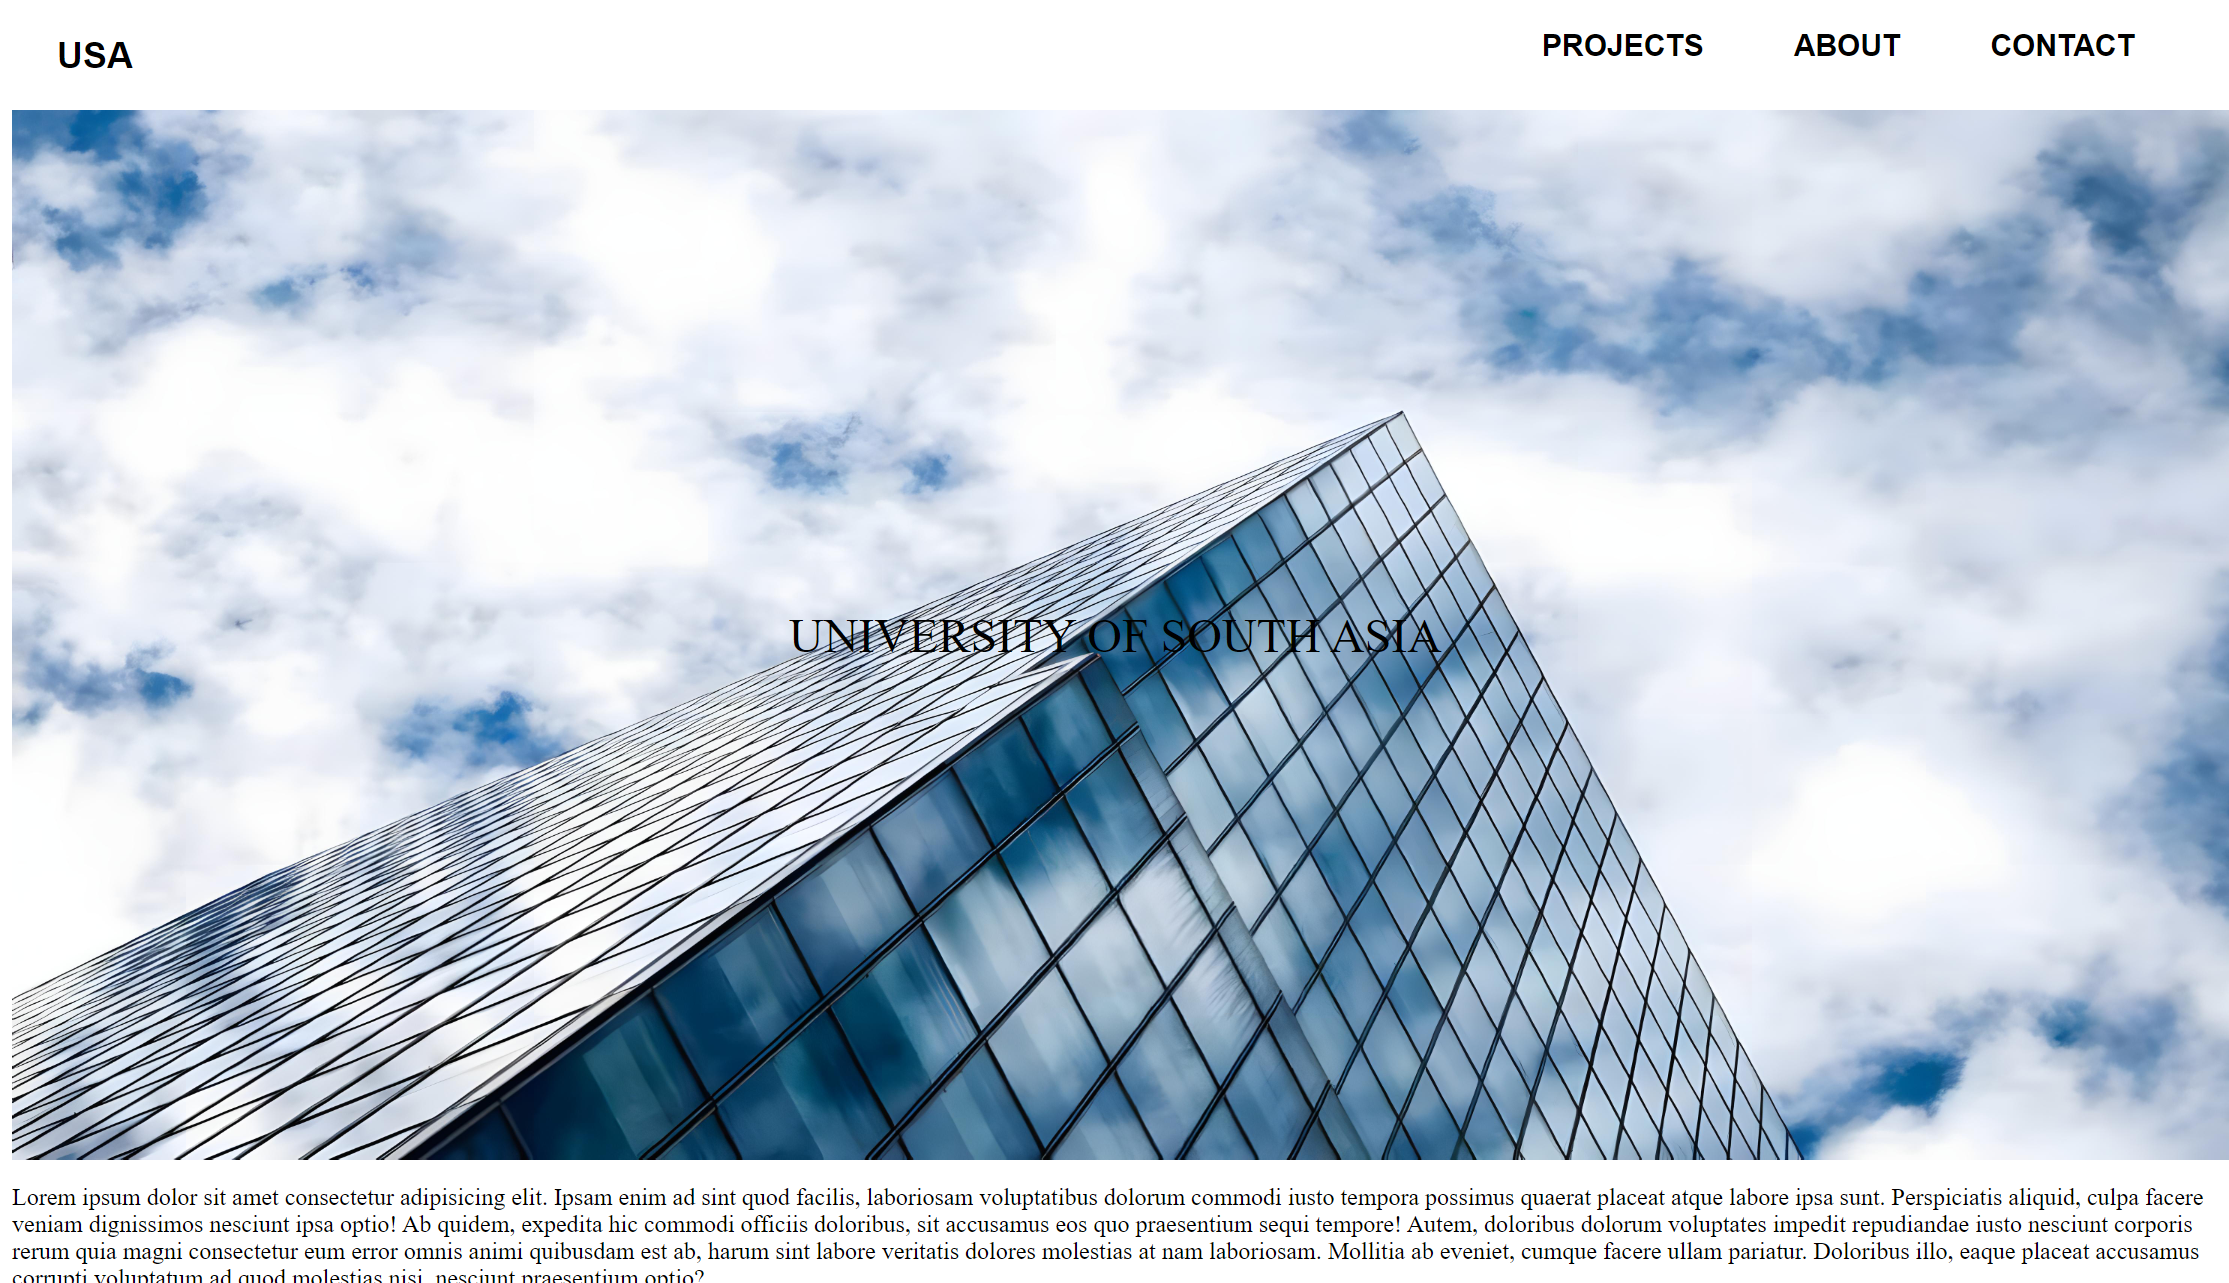 USA
PROJECTS ABOUT CONTACT
UNIVERSITY OF SOUTH ASIA
Lorem ipsum dolor sit amet consectetur adipisicing elit. Ipsam enim ad sint quod facilis, laboriosam voluptatibus dolorum commodi iusto tempora possimus quaerat placeat atque labore ipsa sunt. Perspiciatis aliquid, culpa facere
veniam dignissimos nesciunt ipsa optio! Ab quidem, expedita hic commodi officiis doloribus, sit accusamus eos quo praesentium sequi tempore! Autem, doloribus dolorum voluptates impedit repudiandae iusto nesciunt corporis
rerum quia magni consectetur eum error omnis animi quibusdam est ab, harum sint labore veritatis dolores molestias at nam laboriosam. Mollitia ab eveniet, cumque facere ullam pariatur. Doloribus illo, eaque placeat accusamus
corrupti voluptatum ad quod molestias nisi, nesciunt praesentium optio?